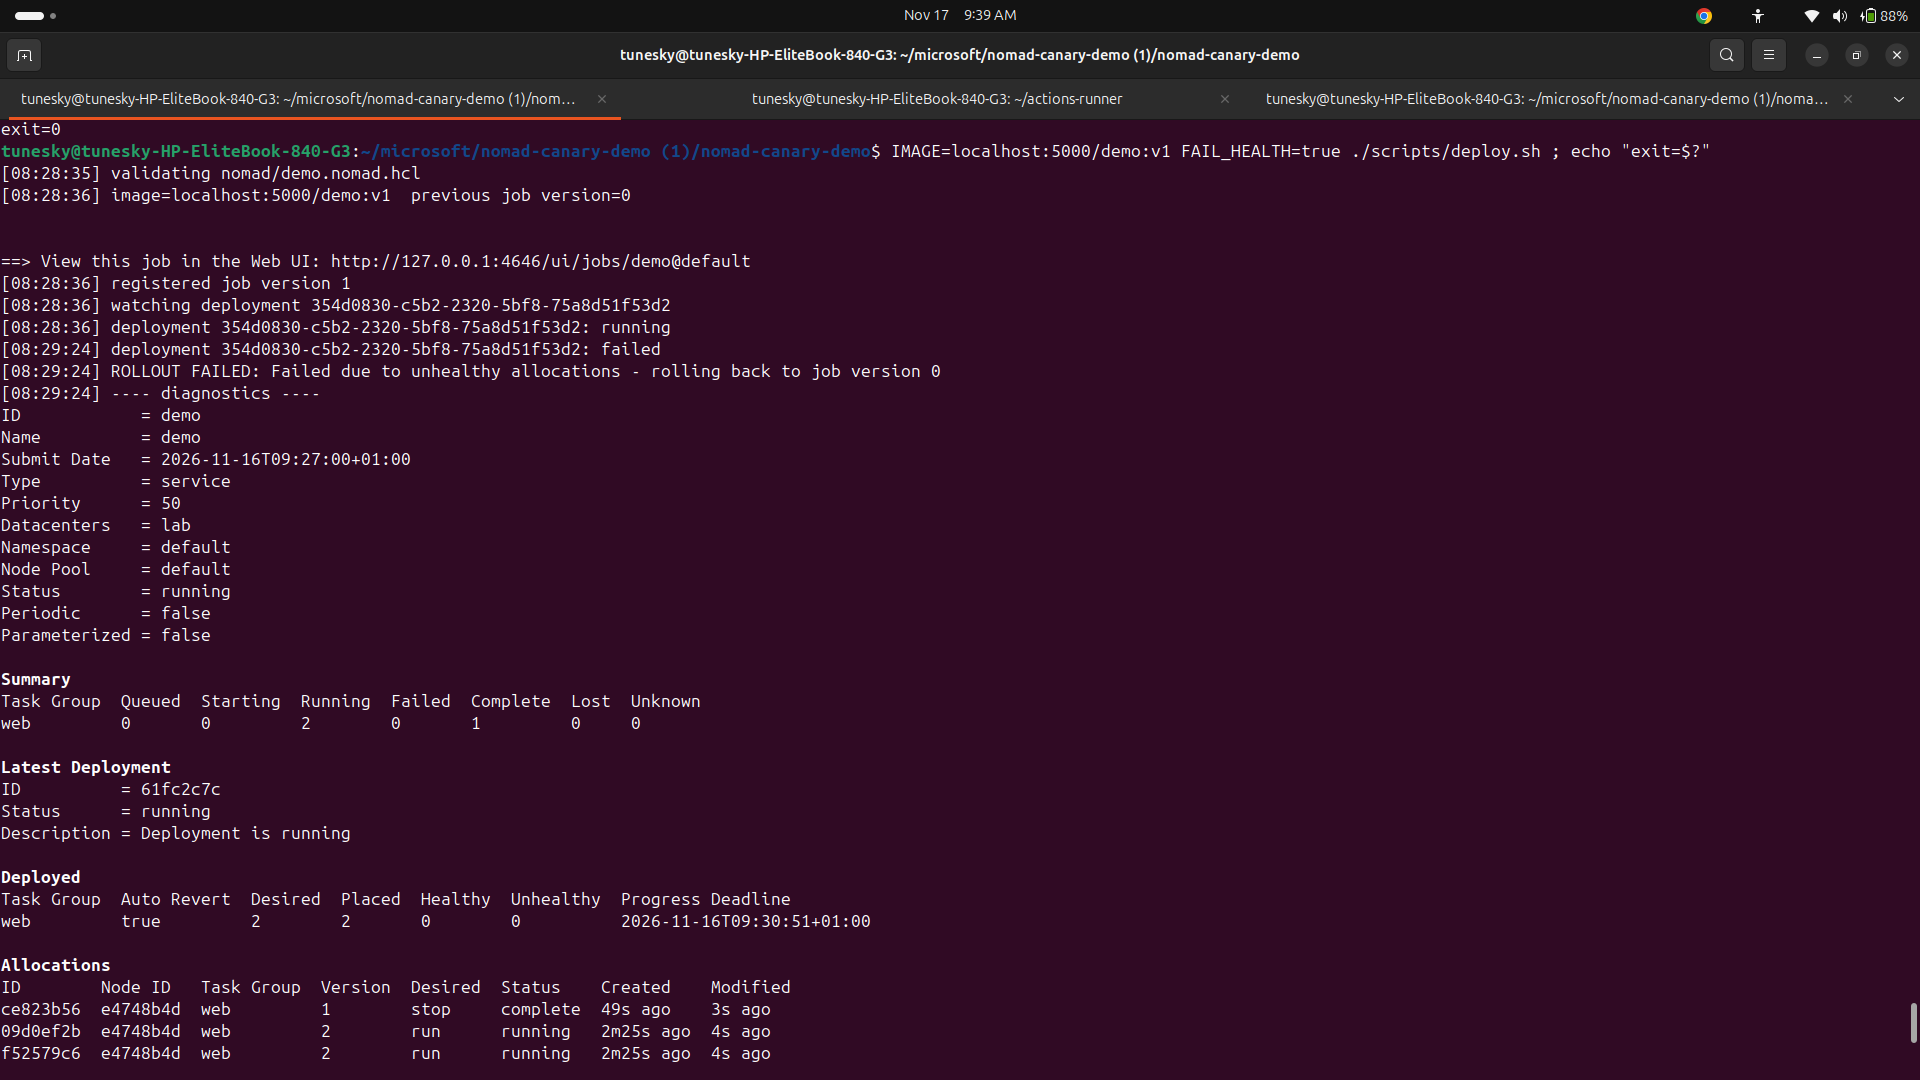 Nov 17 9:39 AM
88%
tunesky@tunesky-HP-EliteBook-840-G3: ~/microsoft/nomad-canary-demo (1)/nomad-canary-demo
tunesky@tunesky-HP-EliteBook-840-G3: ~/microsoft/nomad-canary-demo (1)/nom...
tunesky@tunesky-HP-EliteBook-840-G3: ~/actions-runner
tunesky@tunesky-HP-EliteBook-840-G3: ~/microsoft/nomad-canary-demo (1)/noma...
exit=0
tunesky@tunesky-HP-EliteBook-840-G3:~/microsoft/nomad-canary-demo (1)/nomad-canary-demo$ IMAGE=localhost:5000/demo:v1 FAIL_HEALTH=true ./scripts/deploy.sh ; echo "exit=$?"
[08:28:35] validating nomad/demo.nomad.hcl
[08:28:36] image=localhost:5000/demo:v1  previous job version=0
==> View this job in the Web UI: http://127.0.0.1:4646/ui/jobs/demo@default
[08:28:36] registered job version 1
[08:28:36] watching deployment 354d0830-c5b2-2320-5bf8-75a8d51f53d2
[08:28:36] deployment 354d0830-c5b2-2320-5bf8-75a8d51f53d2: running
[08:29:24] deployment 354d0830-c5b2-2320-5bf8-75a8d51f53d2: failed
[08:29:24] ROLLOUT FAILED: Failed due to unhealthy allocations - rolling back to job version 0
[08:29:24] ---- diagnostics ----
ID            = demo
Name          = demo
Submit Date   = 2026-11-16T09:27:00+01:00
Type          = service
Priority      = 50
Datacenters   = lab
Namespace     = default
Node Pool     = default
Status        = running
Periodic      = false
Parameterized = false
Summary
Task Group  Queued  Starting  Running  Failed  Complete  Lost  Unknown
web         0       0         2        0       1         0     0
Latest Deployment
ID          = 61fc2c7c
Status      = running
Description = Deployment is running
Deployed
Task Group  Auto Revert  Desired  Placed  Healthy  Unhealthy  Progress Deadline
web         true         2        2       0        0          2026-11-16T09:30:51+01:00
Allocations
ID        Node ID   Task Group  Version  Desired  Status    Created    Modified
ce823b56  e4748b4d  web         1        stop     complete  49s ago    3s ago
09d0ef2b  e4748b4d  web         2        run      running   2m25s ago  4s ago
f52579c6  e4748b4d  web         2        run      running   2m25s ago  4s ago